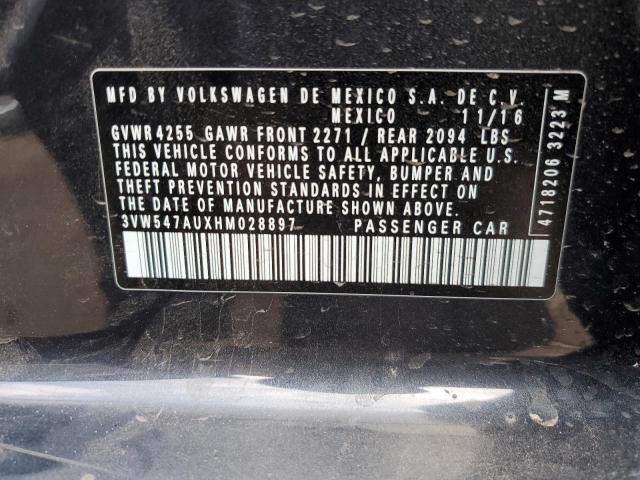 MFD BY VOLKSWAGEN DE MEXICO S.A. DE C.V.
MEXICO 11/16
GVWR 4255 GAWR FRONT 2271 / REAR 2094 LBS
THIS VEHICLE CONFORMS TO ALL APPLICABLE U.S.
FEDERAL MOTOR VEHICLE SAFETY, BUMPER AND
THEFT PREVENTION STANDARDS IN EFFECT ON
THE DATE OF MANUFACTURE SHOWN ABOVE.
3VW547AUXHM028897 PASSENGER CAR
4718206 3223 M